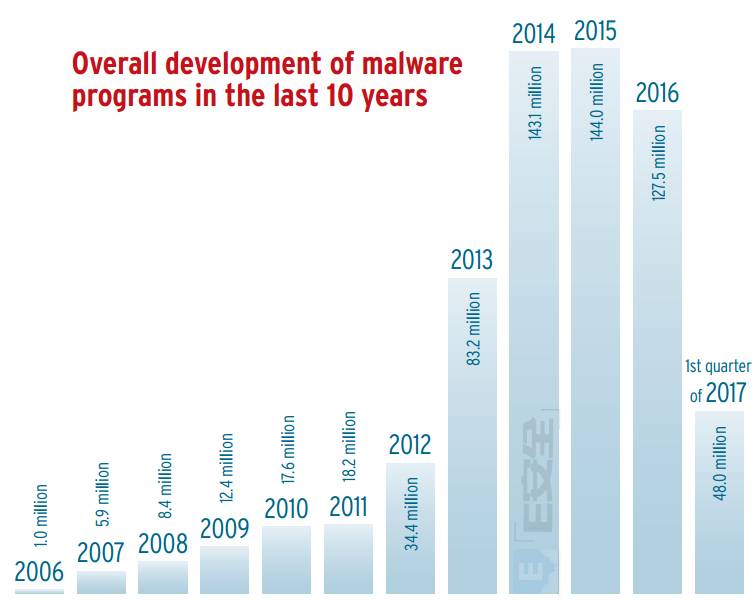 Overall development of malware
programs in the last 10 years
2006
1.0 million
2007
5.9 million
2008
8.4 million
2009
12.4 million
2010
17.6 million
2011
18.2 million
2012
34.4 million
2013
83.2 million
2014
143.1 million
2015
144.0 million
2016
127.5 million
1st quarter
of 2017
48.0 million
E安全
E